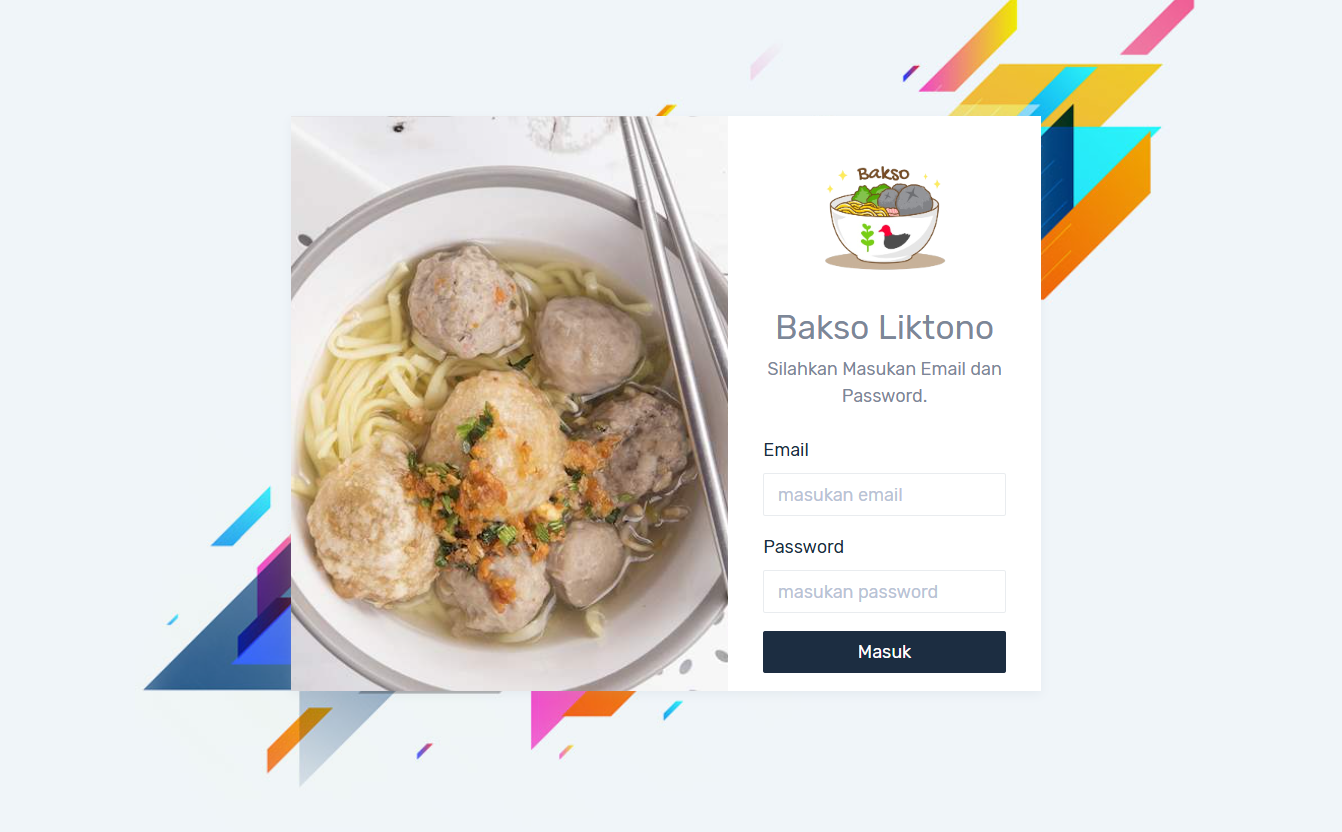 Bakso
Bakso Liktono
Silahkan Masukan Email dan
Password.
Email
masukan email
Password
masukan password
Masuk